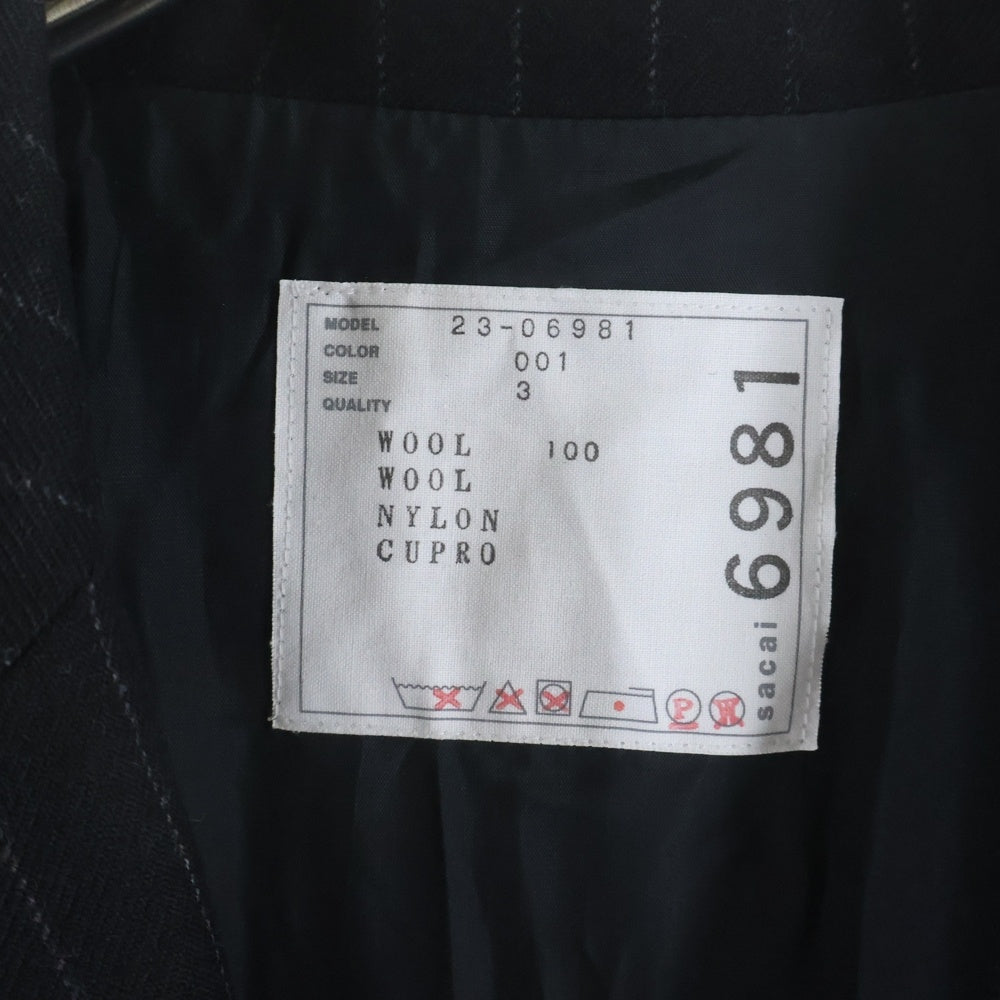 MODEL 23-06981
COLOR 001
SIZE 3
QUALITY
WOOL 100
WOOL
NYLON
CUPRO
P W
sacai 6981